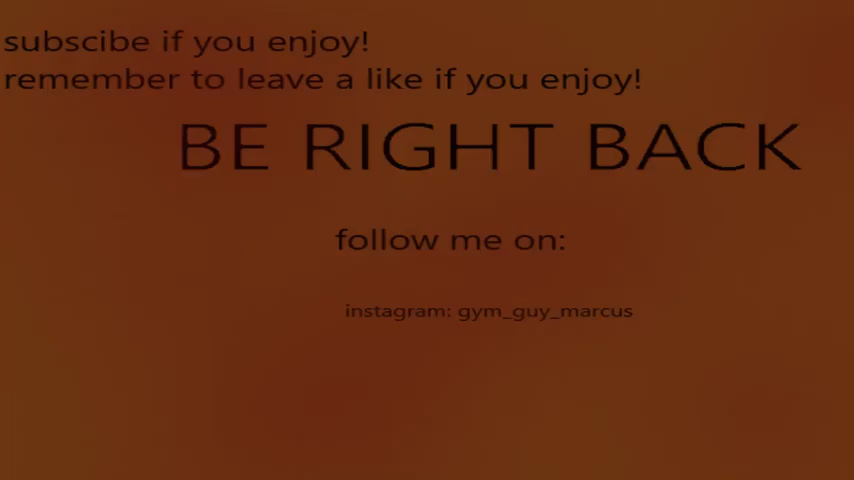 subscibe if you enjoy!
remember to leave a like if you enjoy!
BE RIGHT BACK
follow me on:
instagram: gym_guy_marcus